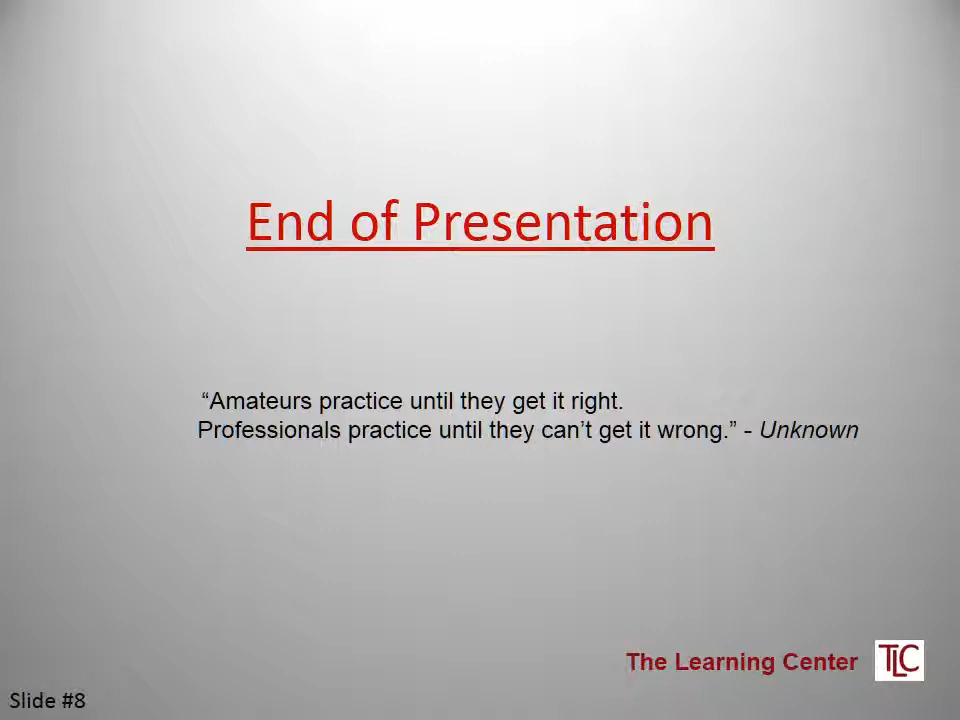 End of Presentation
“Amateurs practice until they get it right.
Professionals practice until they can’t get it wrong.” - Unknown
The Learning Center
TLC
Slide #8